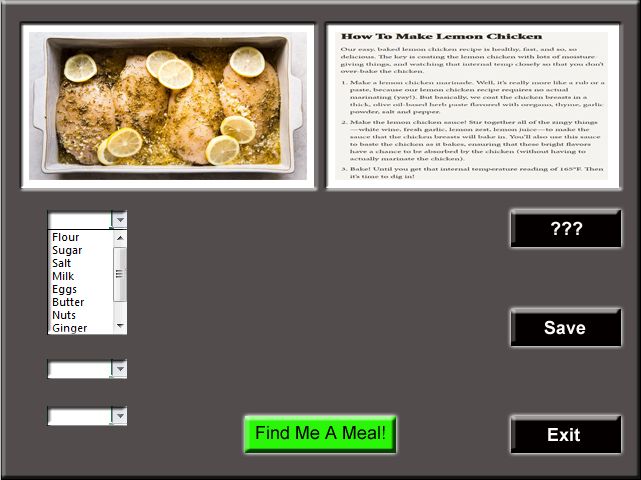 How To Make Lemon Chicken
Our easy, baked lemon chicken recipe is healthy, fast, and so, so
delicious. The key is coating the lemon chicken with lots of moisture
giving things, and watching that internal temp closely so that you don't
over-bake the chicken.
1. Make a lemon chicken marinade. Well, it's really more like a rub or a
paste, because our lemon chicken recipe requires no actual
marinating (yay!). But basically, we coat the chicken breasts in a
thick, olive oil-based herb paste flavored with oregano, thyme, garlic
powder, salt and pepper.
2. Make the lemon chicken sauce! Stir together all of the zingy things
—white wine, fresh garlic, lemon zest, lemon juice—to make the
sauce that the chicken breasts will bake in. You'll also use this sauce
to baste the chicken as it bakes, ensuring that these bright flavors
have a chance to be absorbed by the chicken (without having to
actually marinate the chicken).
3. Bake! Until you get that internal temperature reading of 165°F. Then
it's time to dig in!
Flour
Sugar
Salt
Milk
Eggs
Butter
Nuts
Ginger
???
Save
Find Me A Meal!
Exit